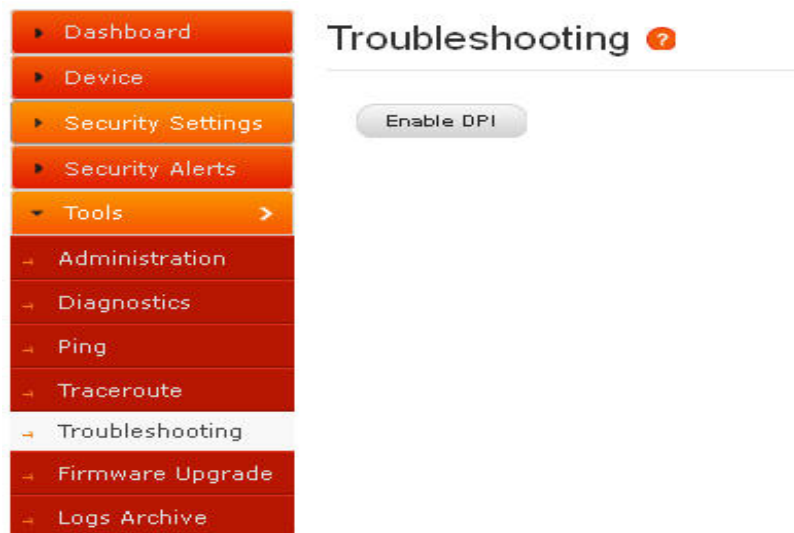 Dashboard
Device
Security Settings
Security Alerts
Tools
Administration
Diagnostics
Ping
Traceroute
Troubleshooting
Firmware Upgrade
Logs Archive
Troubleshooting ?
Enable DPI